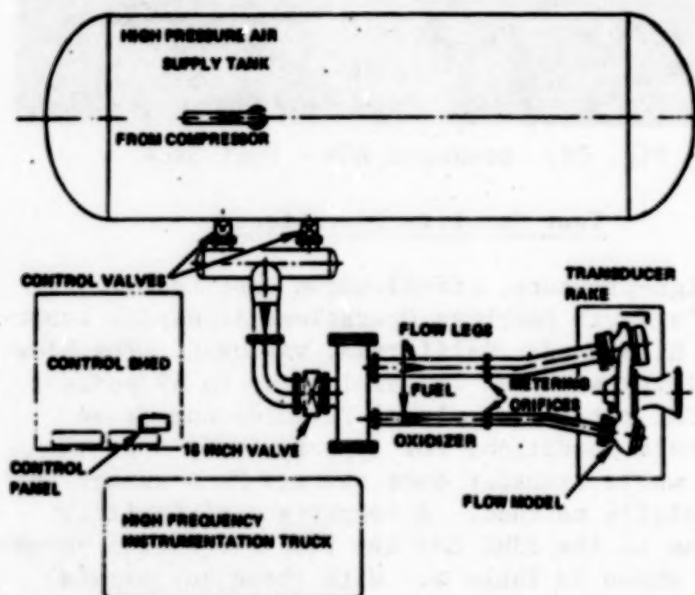 HIGH PRESSURE AIR
SUPPLY TANK
FROM COMPRESSOR
CONTROL VALVES
TRANSDUCER
RAKE
CONTROL SHED
FLOW LEGS
FUEL
METERING
ORIFICES
OXIDIZER
16 INCH VALVE
CONTROL
PANEL
FLOW MODEL
HIGH FREQUENCY
INSTRUMENTATION TRUCK